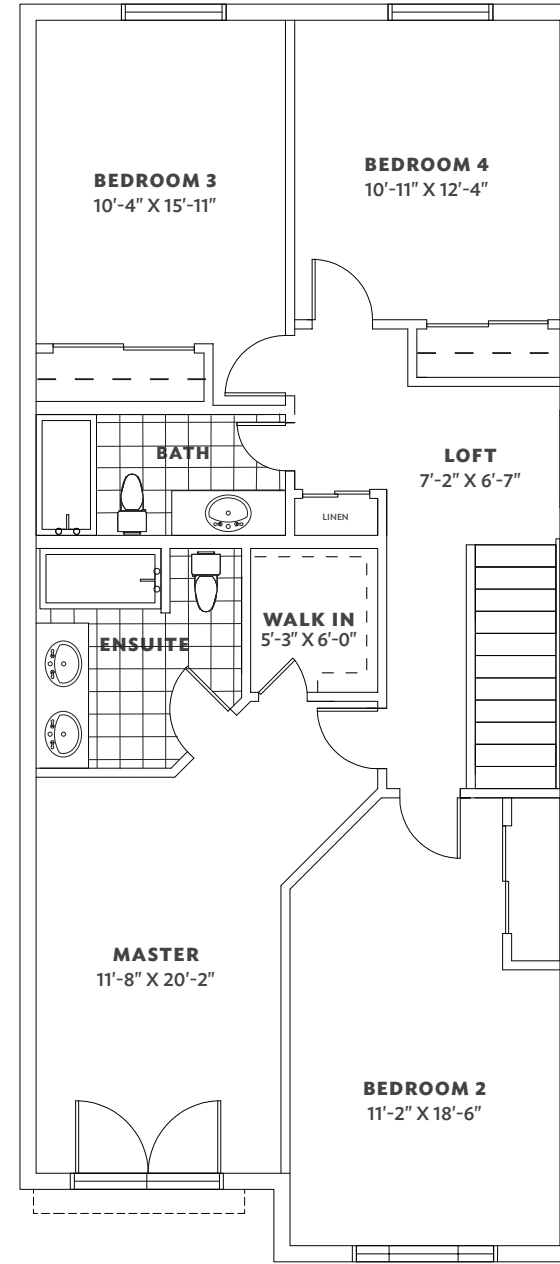 BEDROOM 3
10'-4" X 15'-11"
BEDROOM 4
10'-11" X 12'-4"
BATH
LOFT
7'-2" X 6'-7"
LINEN
ENSUITE
WALK IN
5'-3" X 6'-0"
MASTER
11'-8" X 20'-2"
BEDROOM 2
11'-2" X 18'-6"